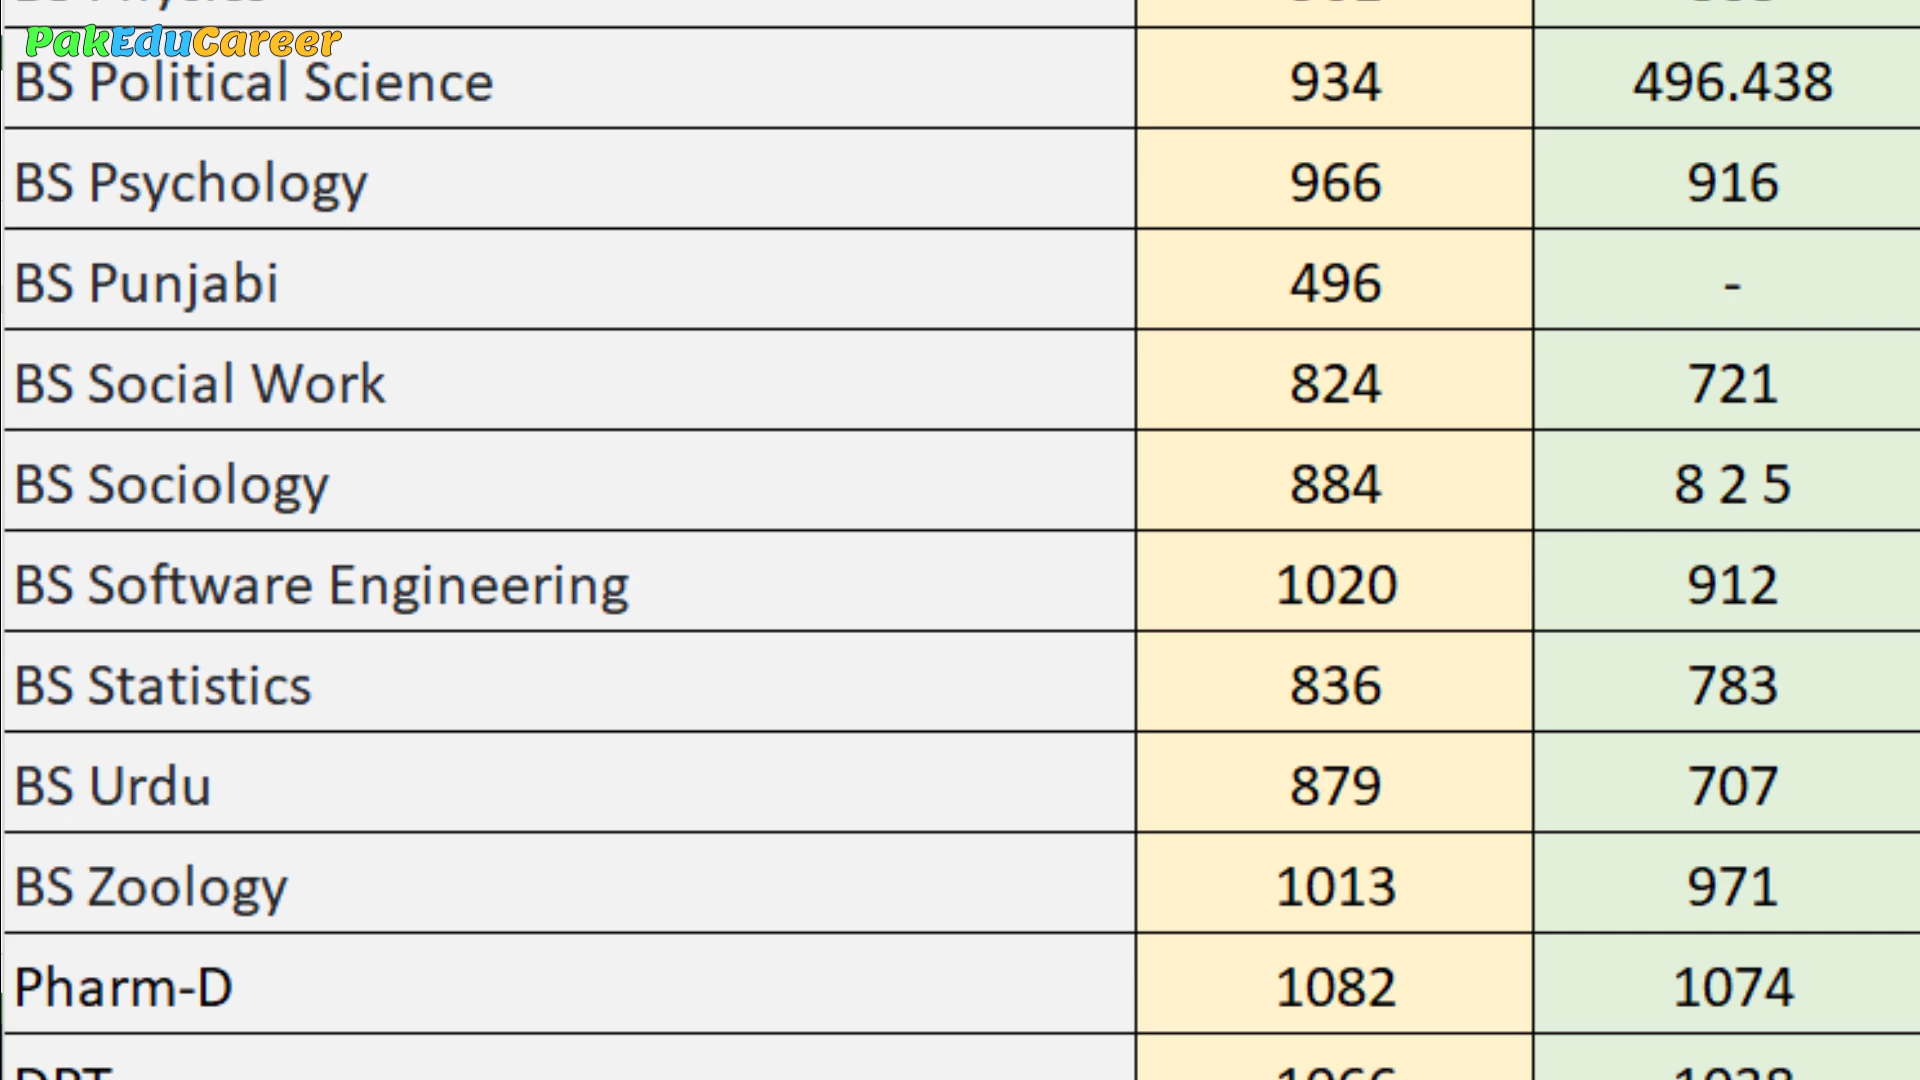 PakEduCareer
BS Political Science 934 496.438
BS Psychology 966 916
BS Punjabi 496 -
BS Social Work 824 721
BS Sociology 884 8 2 5
BS Software Engineering 1020 912
BS Statistics 836 783
BS Urdu 879 707
BS Zoology 1013 971
Pharm-D 1082 1074